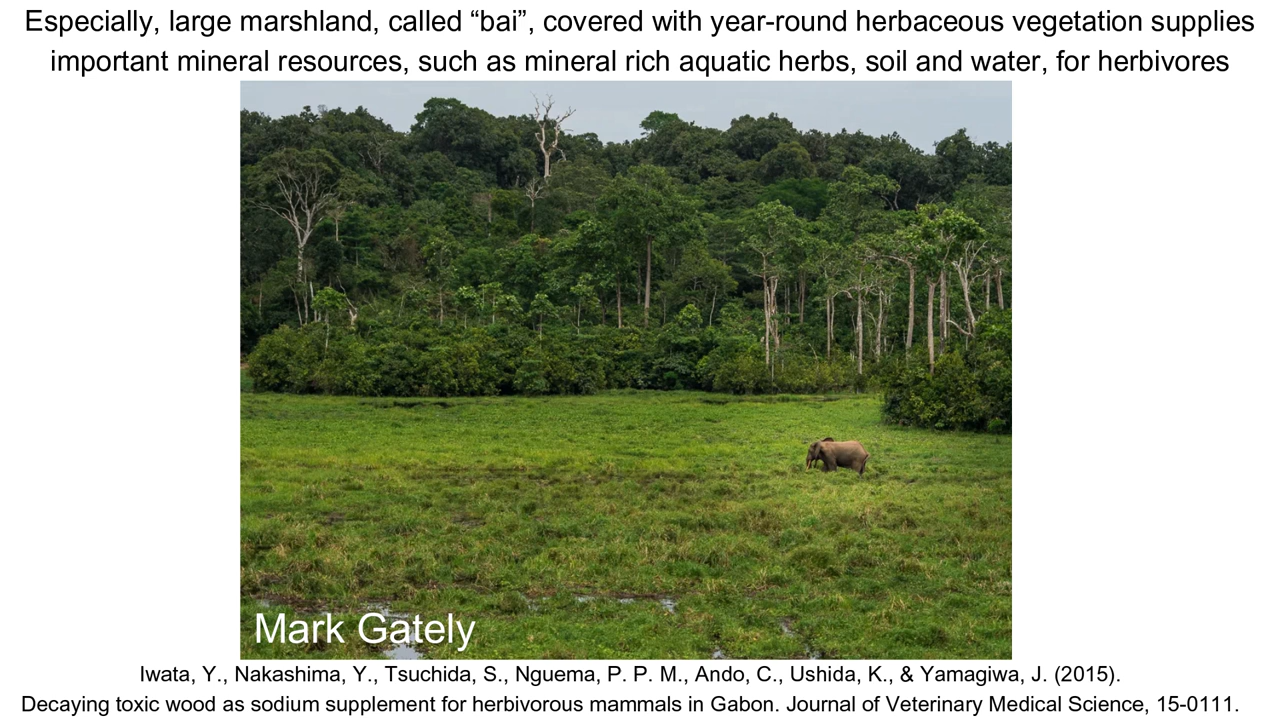 Especially, large marshland, called “bai”, covered with year-round herbaceous vegetation supplies
important mineral resources, such as mineral rich aquatic herbs, soil and water, for herbivores
Mark Gately
Iwata, Y., Nakashima, Y., Tsuchida, S., Nguema, P. P. M., Ando, C., Ushida, K., & Yamagiwa, J. (2015).
Decaying toxic wood as sodium supplement for herbivorous mammals in Gabon. Journal of Veterinary Medical Science, 15-0111.